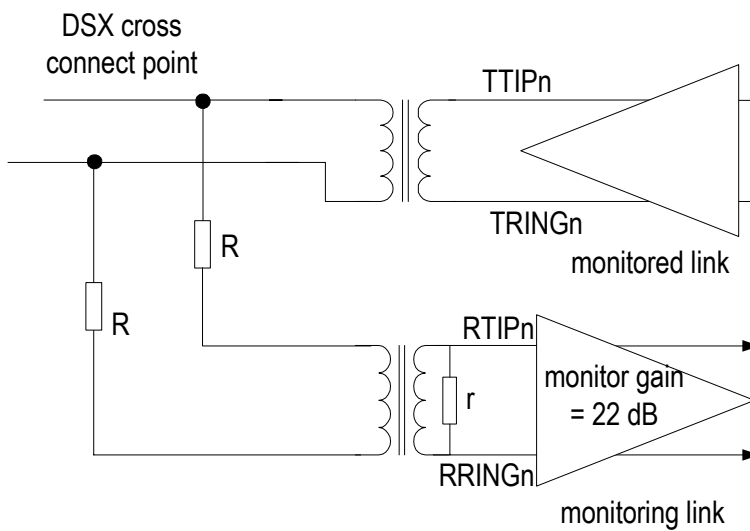 DSX cross
connect point
TTIPn
TRINGn
monitored link
R
R
RTIPn
monitor gain
= 22 dB
r
RRINGn
monitoring link